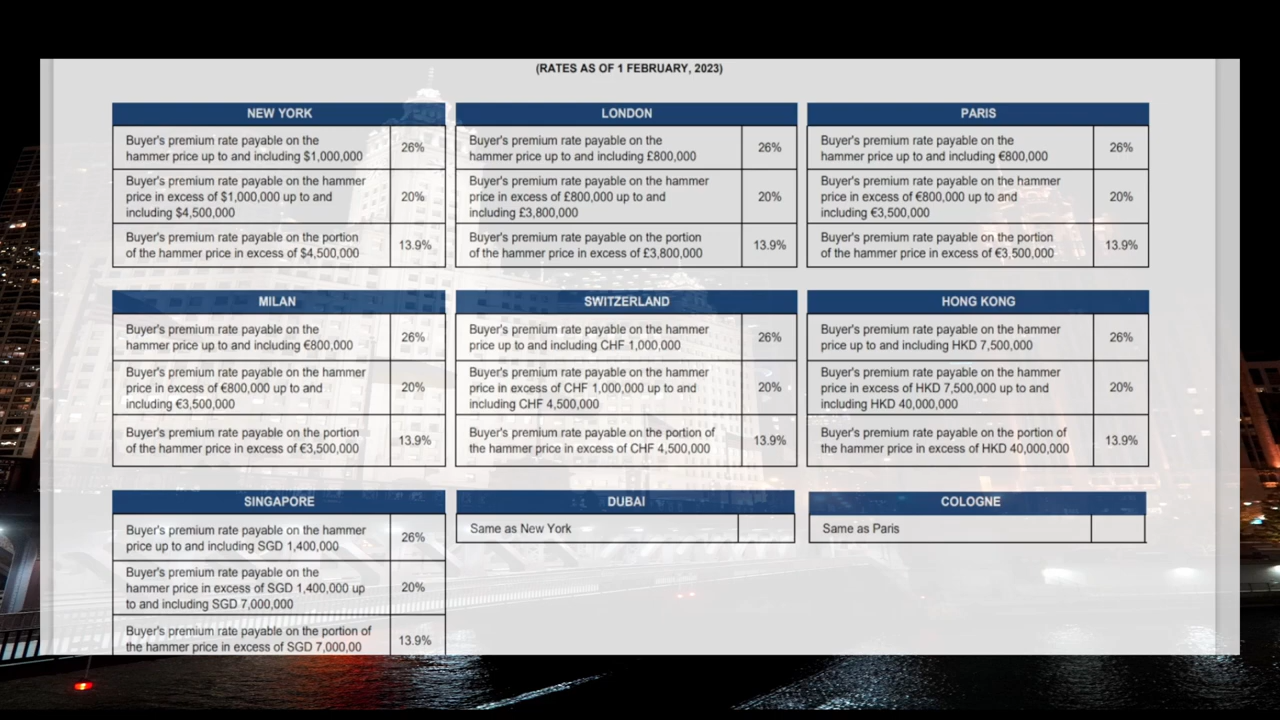 (RATES AS OF 1 FEBRUARY, 2023)
NEW YORK
Buyer's premium rate payable on the
hammer price up to and including $1,000,000
26%
Buyer's premium rate payable on the hammer
price in excess of $1,000,000 up to and
including $4,500,000
20%
Buyer's premium rate payable on the portion
of the hammer price in excess of $4,500,000
13.9%
LONDON
Buyer's premium rate payable on the
hammer price up to and including £800,000
26%
Buyer's premium rate payable on the hammer
price in excess of £800,000 up to and
including £3,800,000
20%
Buyer's premium rate payable on the portion
of the hammer price in excess of £3,800,000
13.9%
PARIS
Buyer's premium rate payable on the
hammer price up to and including €800,000
26%
Buyer's premium rate payable on the hammer
price in excess of €800,000 up to and
including €3,500,000
20%
Buyer's premium rate payable on the portion
of the hammer price in excess of €3,500,000
13.9%
MILAN
Buyer's premium rate payable on the
hammer price up to and including €800,000
26%
Buyer's premium rate payable on the hammer
price in excess of €800,000 up to and
including €3,500,000
20%
Buyer's premium rate payable on the portion
of the hammer price in excess of €3,500,000
13.9%
SWITZERLAND
Buyer's premium rate payable on the hammer
price up to and including CHF 1,000,000
26%
Buyer's premium rate payable on the hammer
price in excess of CHF 1,000,000 up to and
including CHF 4,500,000
20%
Buyer's premium rate payable on the portion of
the hammer price in excess of CHF 4,500,000
13.9%
HONG KONG
Buyer's premium rate payable on the hammer
price up to and including HKD 7,500,000
26%
Buyer's premium rate payable on the hammer
price in excess of HKD 7,500,000 up to and
including HKD 40,000,000
20%
Buyer's premium rate payable on the portion of
the hammer price in excess of HKD 40,000,000
13.9%
SINGAPORE
Buyer's premium rate payable on the hammer
price up to and including SGD 1,400,000
26%
Buyer's premium rate payable on the
hammer price in excess of SGD 1,400,000 up
to and including SGD 7,000,000
20%
Buyer's premium rate payable on the portion of
the hammer price in excess of SGD 7,000,00
13.9%
DUBAI
Same as New York
COLOGNE
Same as Paris